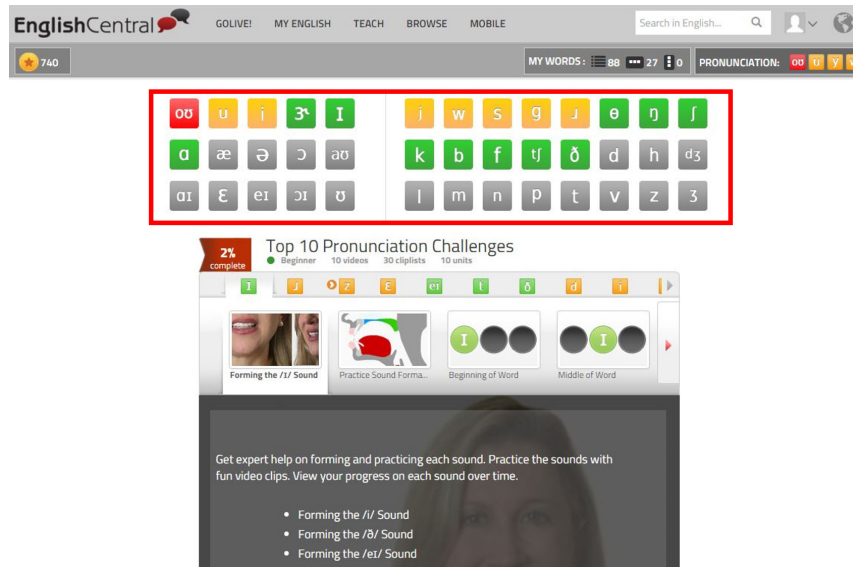 EnglishCentral GOLIVE! MY ENGLISH TEACH BROWSE MOBILE Search in English...
740 MY WORDS : 88 27 0 PRONUNCIATION: oʊ u
oʊ u i ɝ I j w s g ɹ ɵ ŋ ʃ
ɑ æ ə ɔ aʊ k b f tʃ ð d h dʒ
ɑɪ ɛ eɪ ɔɪ ʊ l m n p t v z ʒ
2% complete
Top 10 Pronunciation Challenges
Beginner 10 videos 30 cliplists 10 units
I ɹ z ɛ eɪ l ð d i
I I
Forming the /ɪ/ Sound Practice Sound Forma... Beginning of Word Middle of Word
Get expert help on forming and practicing each sound. Practice the sounds with
fun video clips. View your progress on each sound over time.
• Forming the /i/ Sound
• Forming the /ð/ Sound
• Forming the /eɪ/ Sound